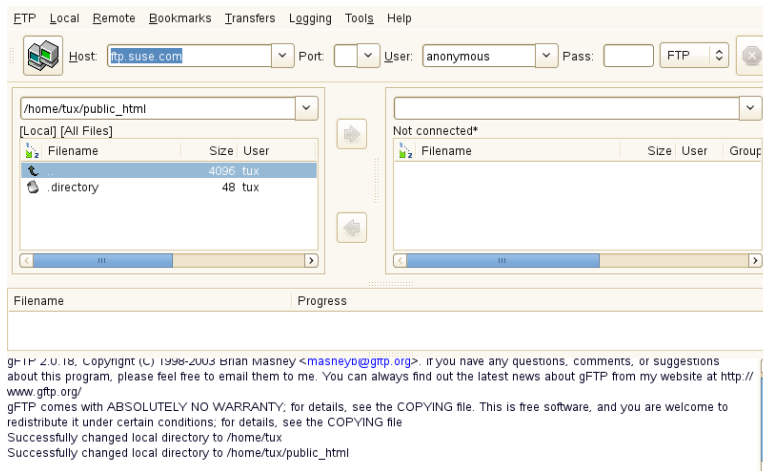 FTP Local Remote Bookmarks Transfers Logging Tools Help
Host: ftp.suse.com Port: User: anonymous Pass: FTP
/home/tux/public_html
[Local] [All Files]
Filename Size User
.. 4096 tux
.directory 48 tux
Not connected*
Filename Size User Group
Filename Progress
gFTP 2.0.18, Copyright (C) 1998-2003 Brian Masney <masneyb@gftp.org>. If you have any questions, comments, or suggestions
about this program, please feel free to email them to me. You can always find out the latest news about gFTP from my website at http://
www.gftp.org/
gFTP comes with ABSOLUTELY NO WARRANTY; for details, see the COPYING file. This is free software, and you are welcome to
redistribute it under certain conditions; for details, see the COPYING file
Successfully changed local directory to /home/tux
Successfully changed local directory to /home/tux/public_html